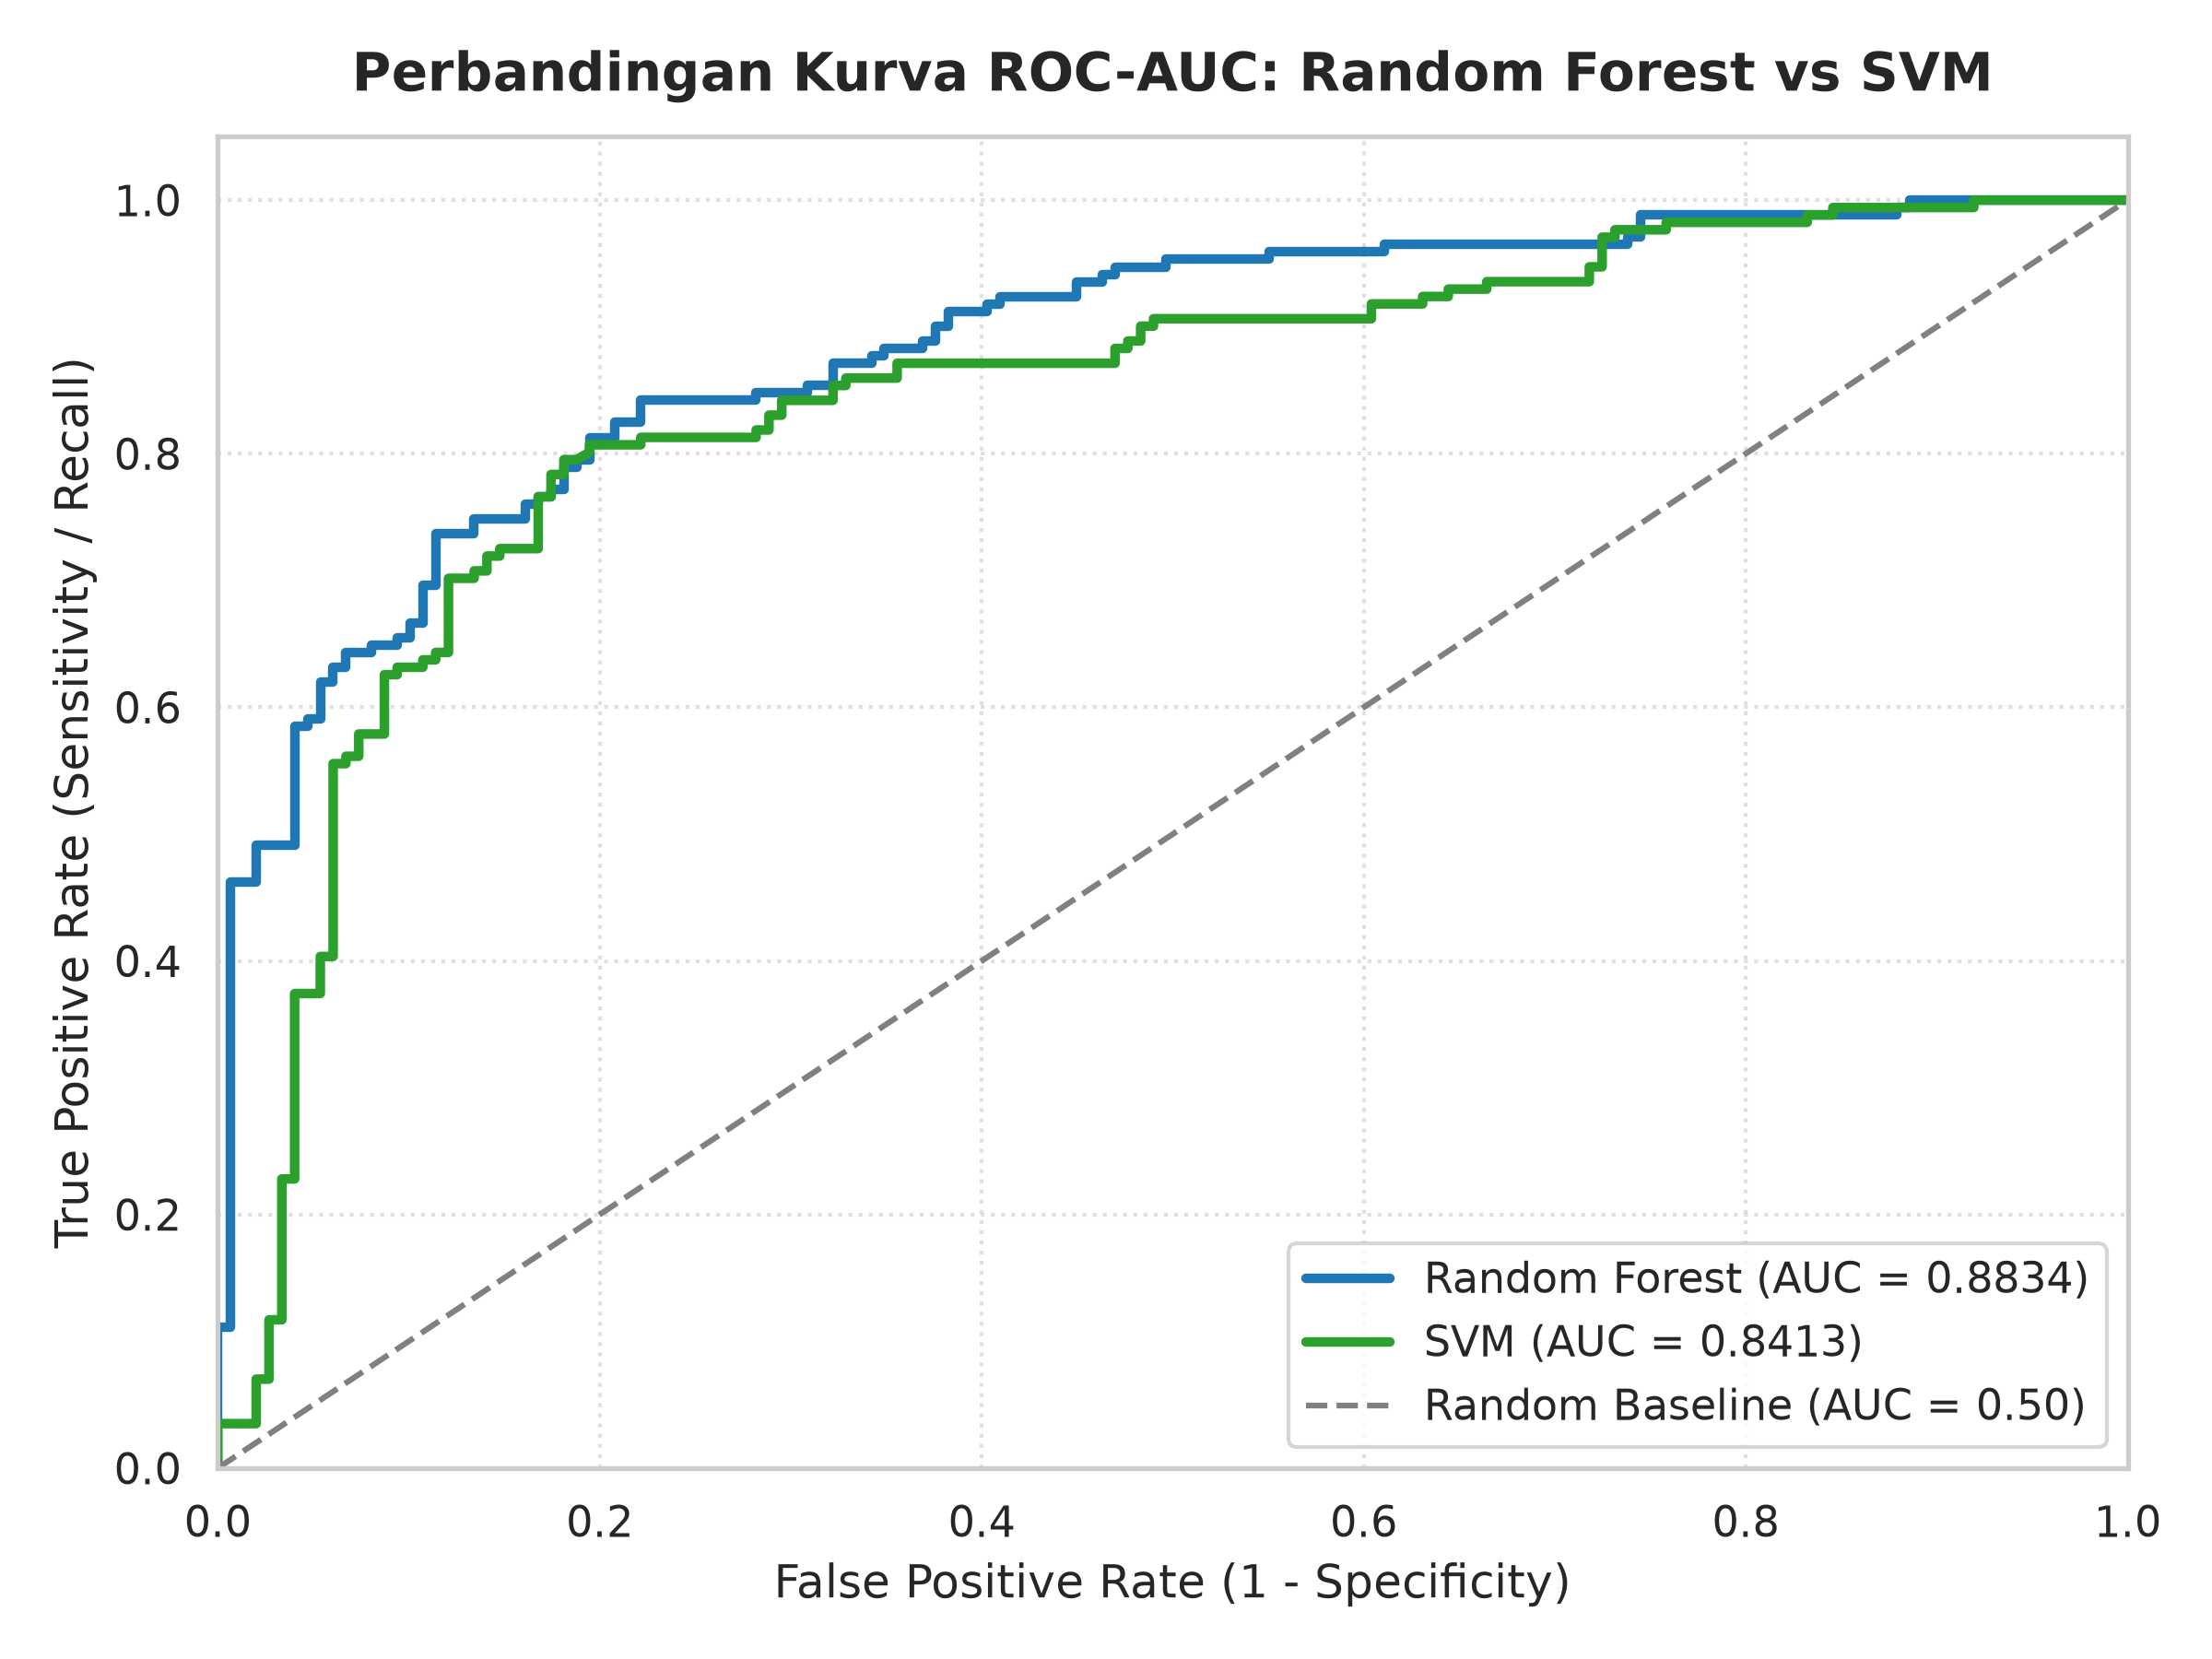 Perbandingan Kurva ROC-AUC: Random Forest vs SVM
True Positive Rate (Sensitivity / Recall)
1.0
0.8
0.6
0.4
0.2
0.0
0.0 0.2 0.4 0.6 0.8 1.0
False Positive Rate (1 - Specificity)
Random Forest (AUC = 0.8834)
SVM (AUC = 0.8413)
Random Baseline (AUC = 0.50)